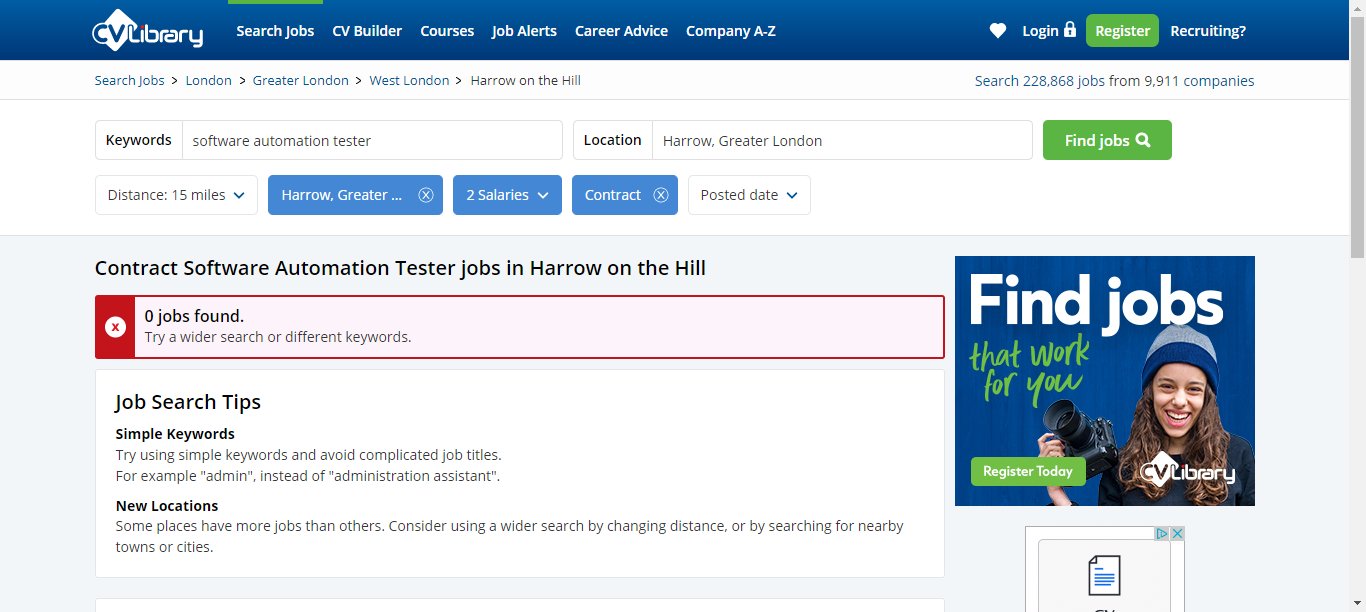 CVLibrary
Search Jobs CV Builder Courses Job Alerts Career Advice Company A-Z Login Register Recruiting?
Search Jobs > London > Greater London > West London > Harrow on the Hill
Search 228,868 jobs from 9,911 companies
Keywords software automation tester Location Harrow, Greater London Find jobs
Distance: 15 miles Harrow, Greater ... 2 Salaries Contract Posted date
Contract Software Automation Tester jobs in Harrow on the Hill
0 jobs found.
Try a wider search or different keywords.
Job Search Tips
Simple Keywords
Try using simple keywords and avoid complicated job titles.
For example "admin", instead of "administration assistant".
New Locations
Some places have more jobs than others. Consider using a wider search by changing distance, or by searching for nearby
towns or cities.
Find jobs
that work
for you
Register Today
CVLibrary